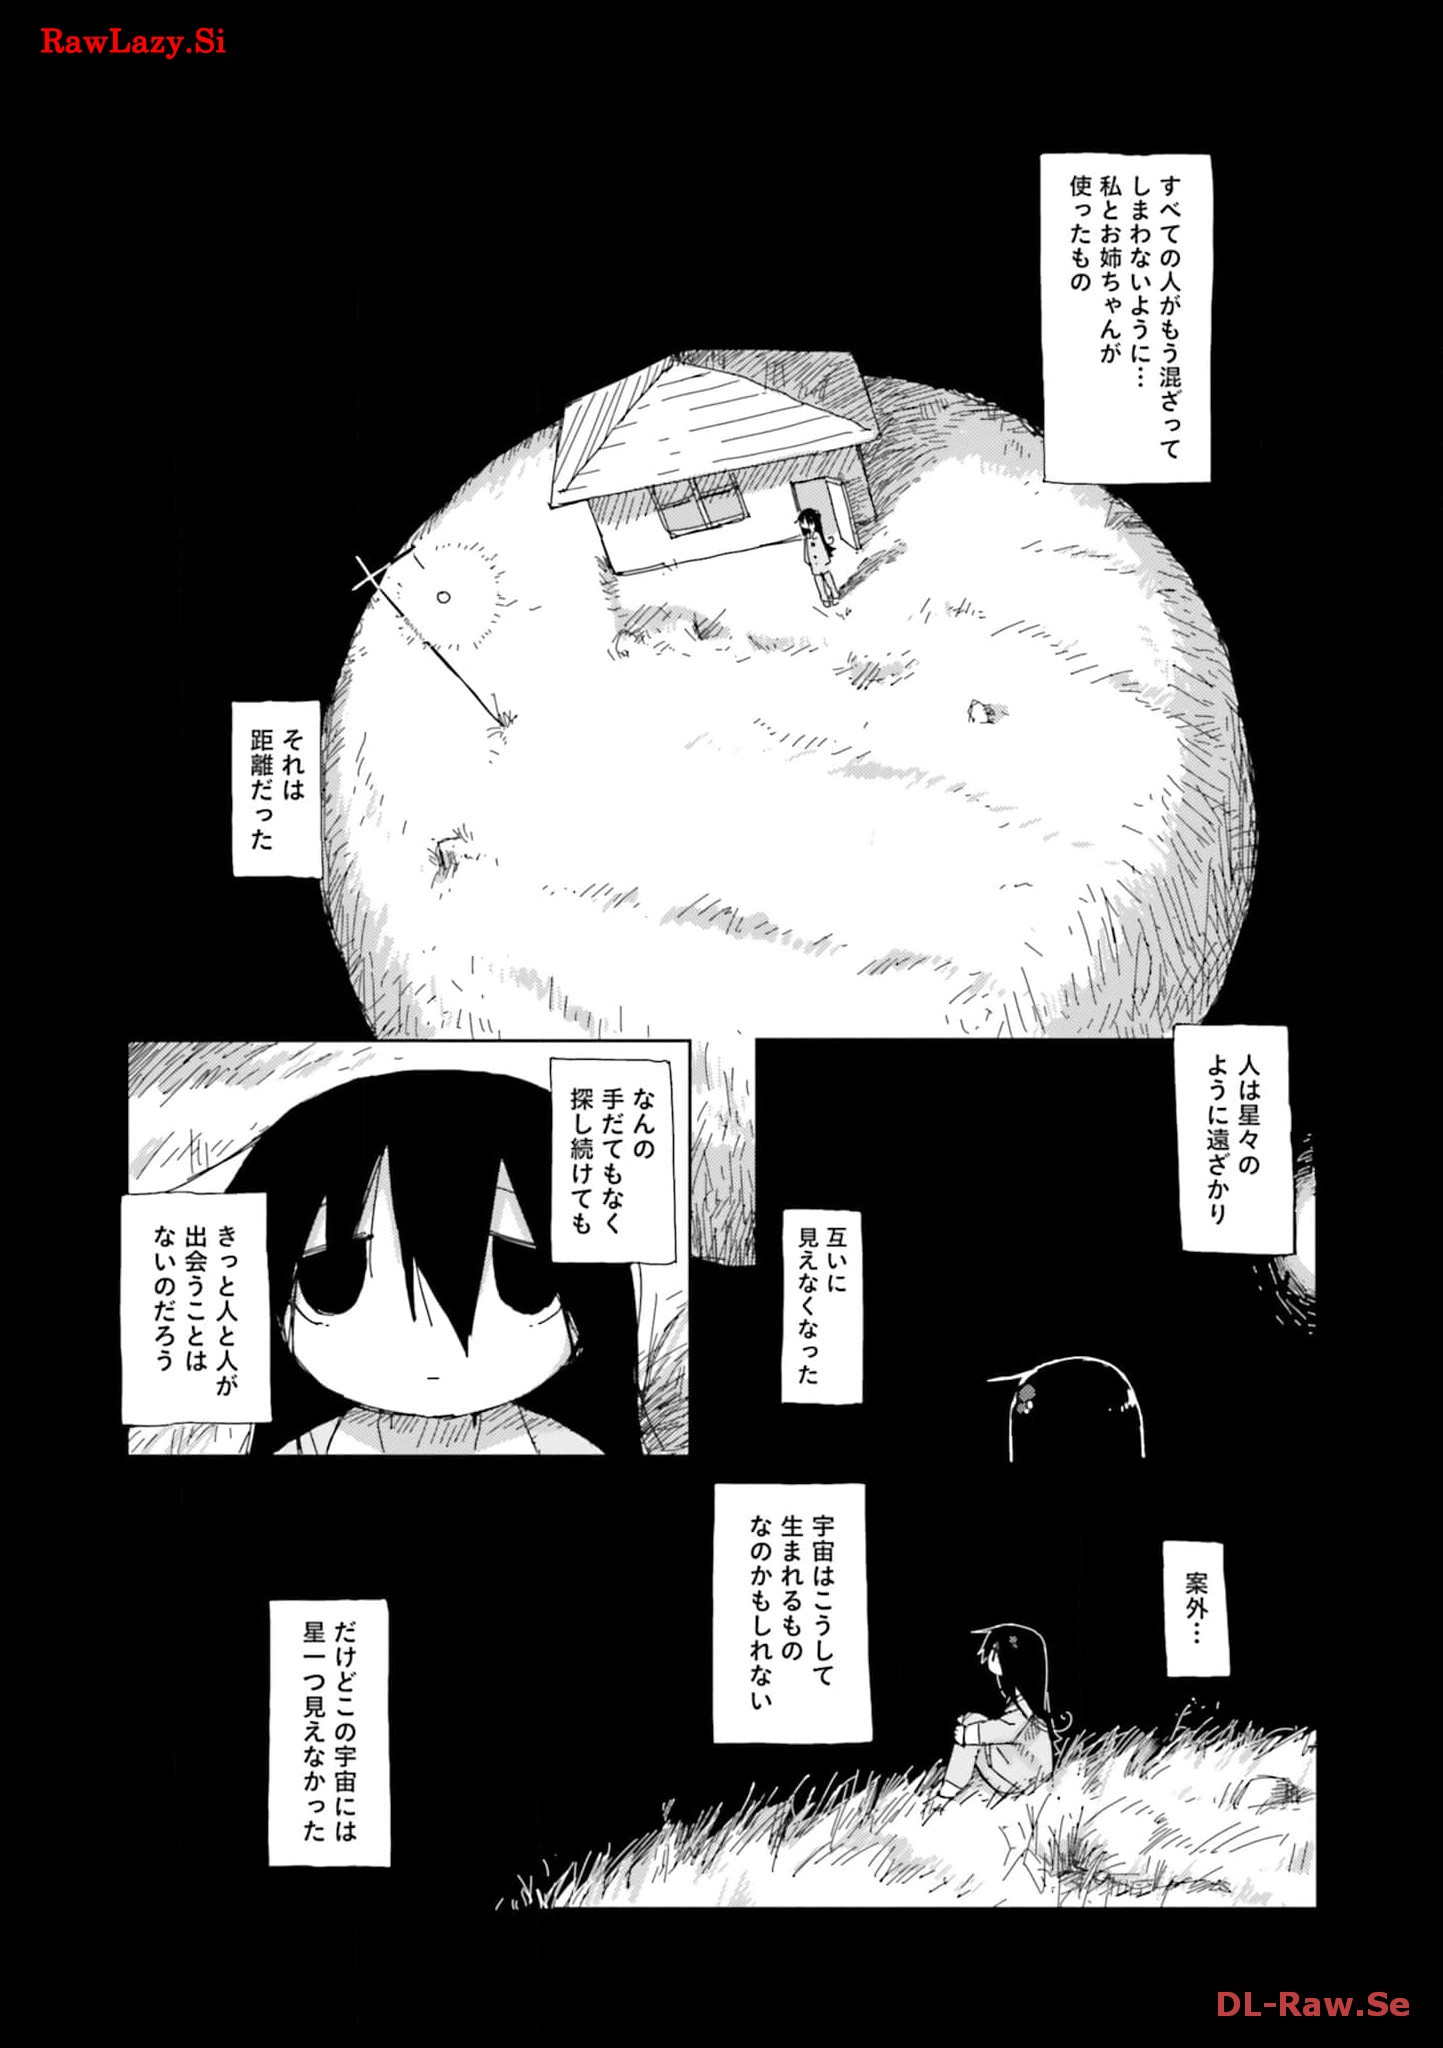 RawLazy.Si
すべての人がもう混ざって
しまわないように…
私とお姉ちゃんが
使ったもの
それは
距離だった
人は星々の
ように遠ざかり
互いに
見えなくなった
なんの
手だてもなく
探し続けても
きっと人と人が
出会うことは
ないのだろう
案外…
宇宙はこうして
生まれるもの
なのかもしれない
だけどこの宇宙には
星一つ見えなかった
DL-Raw.Se